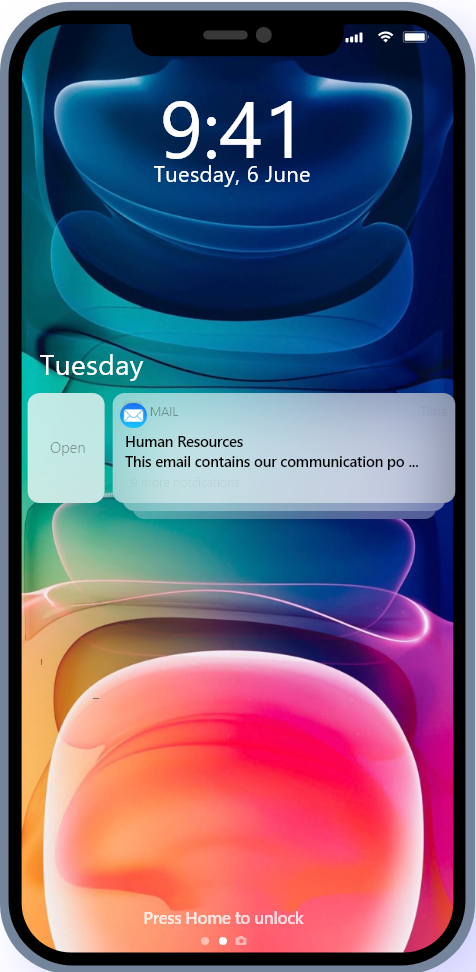 9:41
Tuesday, 6 June
Tuesday
Open
MAIL
Time
Human Resources
This email contains our communication po ...
9 more notifications
Press Home to unlock